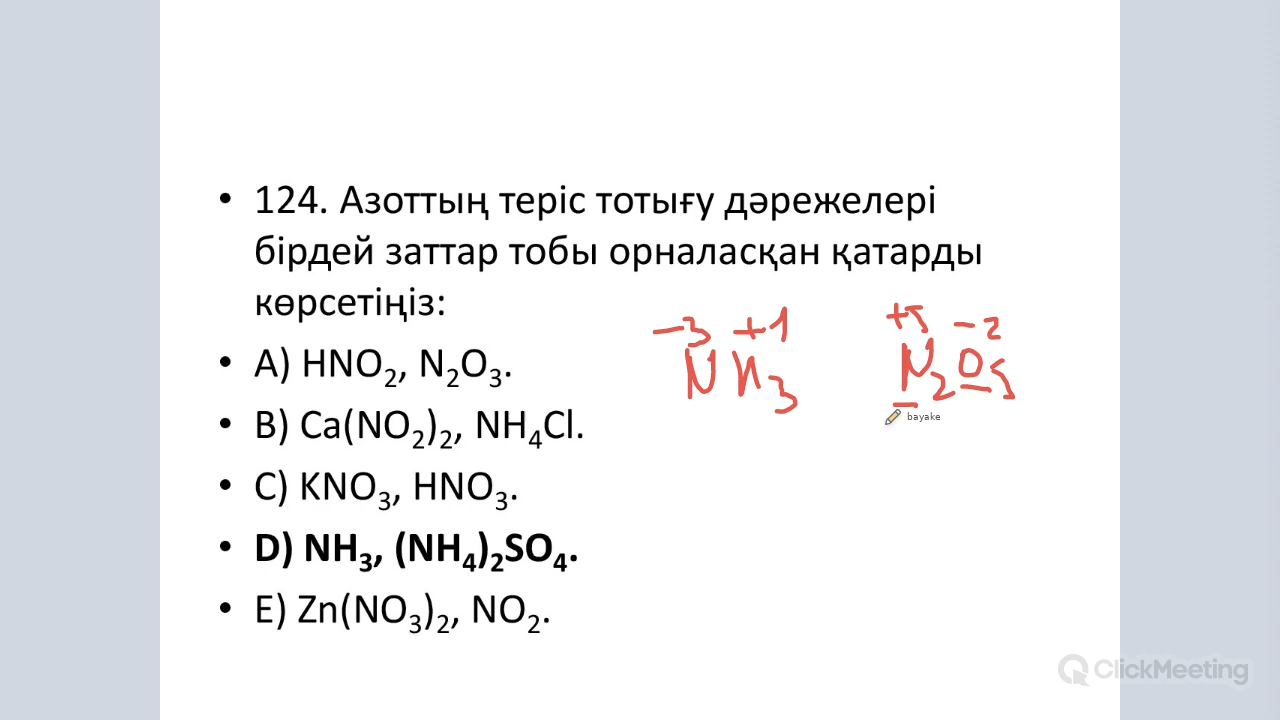 • 124. Азоттың теріс тотығу дәрежелері
бірдей заттар тобы орналасқан қатарды
көрсетіңіз:
• A) HNO₂, N₂O₃.
• B) Ca(NO₂)₂, NH₄Cl.
• C) KNO₃, HNO₃.
• D) NH₃, (NH₄)₂SO₄.
• E) Zn(NO₃)₂, NO₂.
−3 +1
NH₃
+5 −2
N₂O₅
bayake
ClickMeeting